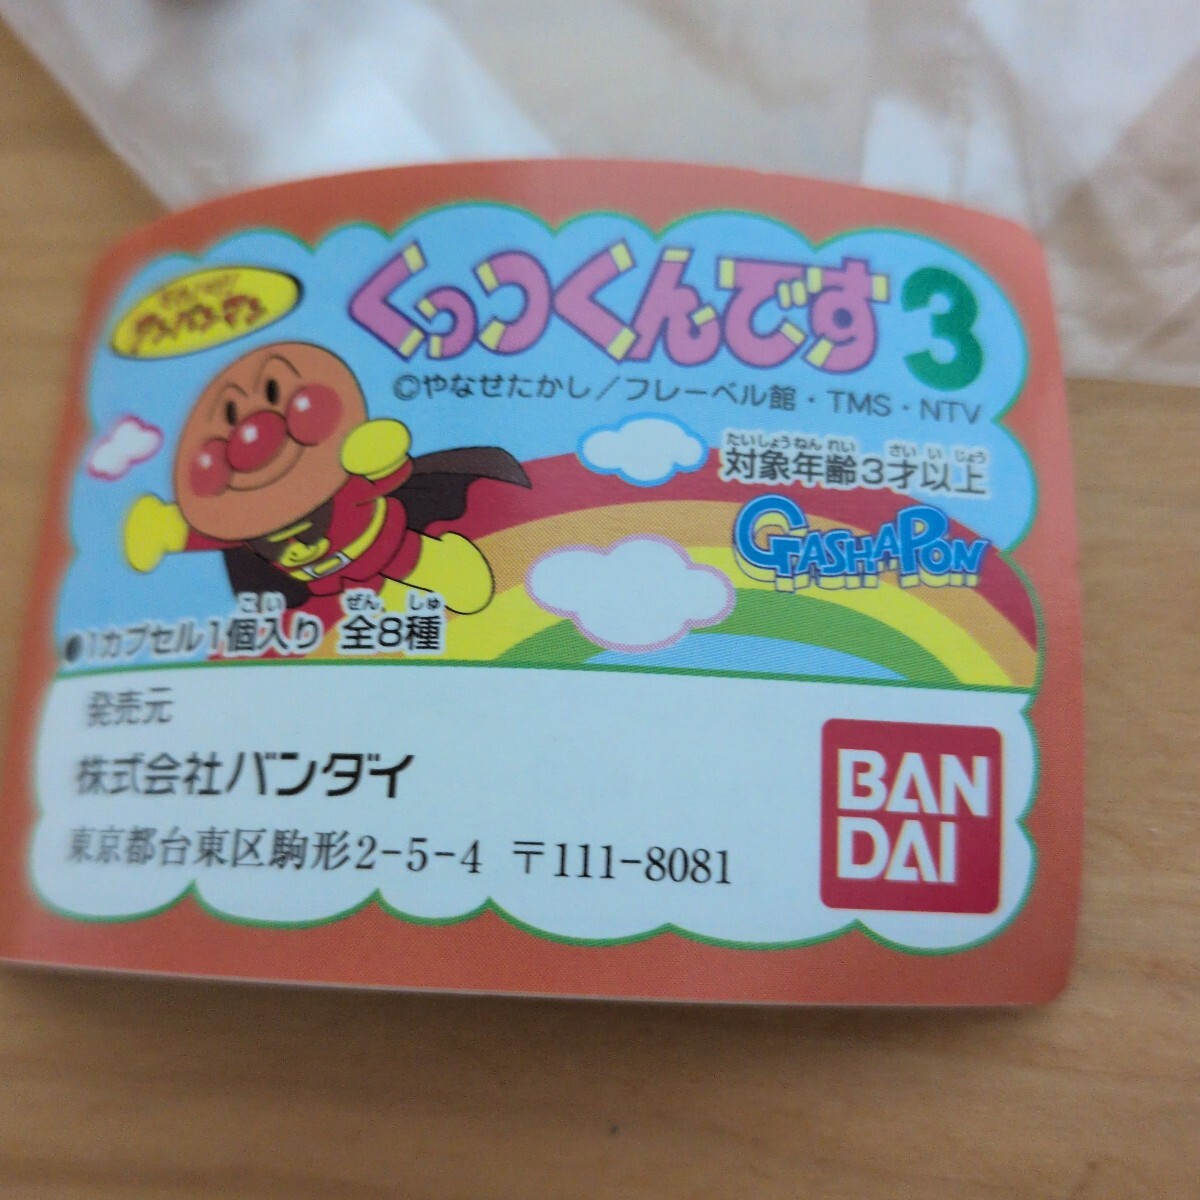 それいけ!
アンパンマン
くっつくんです3
©やなせたかし/フレーベル館・TMS・NTV
たいしょうねんれい さいいじょう
対象年齢3才以上
GASHAPON
こい ぜん しゅ
●1カプセル1個入り 全8種
発売元
株式会社バンダイ
東京都台東区駒形2-5-4 〒111-8081
BAN
DAI